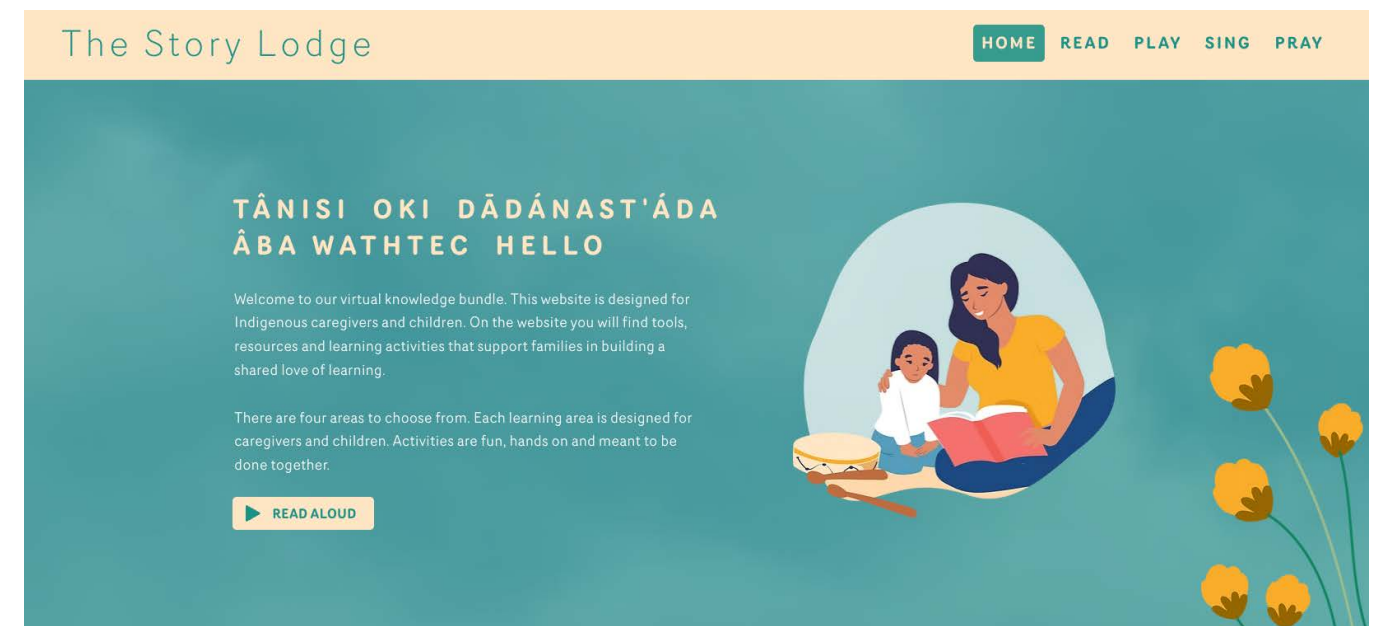 The Story Lodge
HOME READ PLAY SING PRAY
TÂNISI OKI DĀDÁNAST'ÁDA
ÂBA WATHTEC HELLO
Welcome to our virtual knowledge bundle. This website is designed for
Indigenous caregivers and children. On the website you will find tools,
resources and learning activities that support families in building a
shared love of learning.
There are four areas to choose from. Each learning area is designed for
caregivers and children. Activities are fun, hands on and meant to be
done together.
READ ALOUD